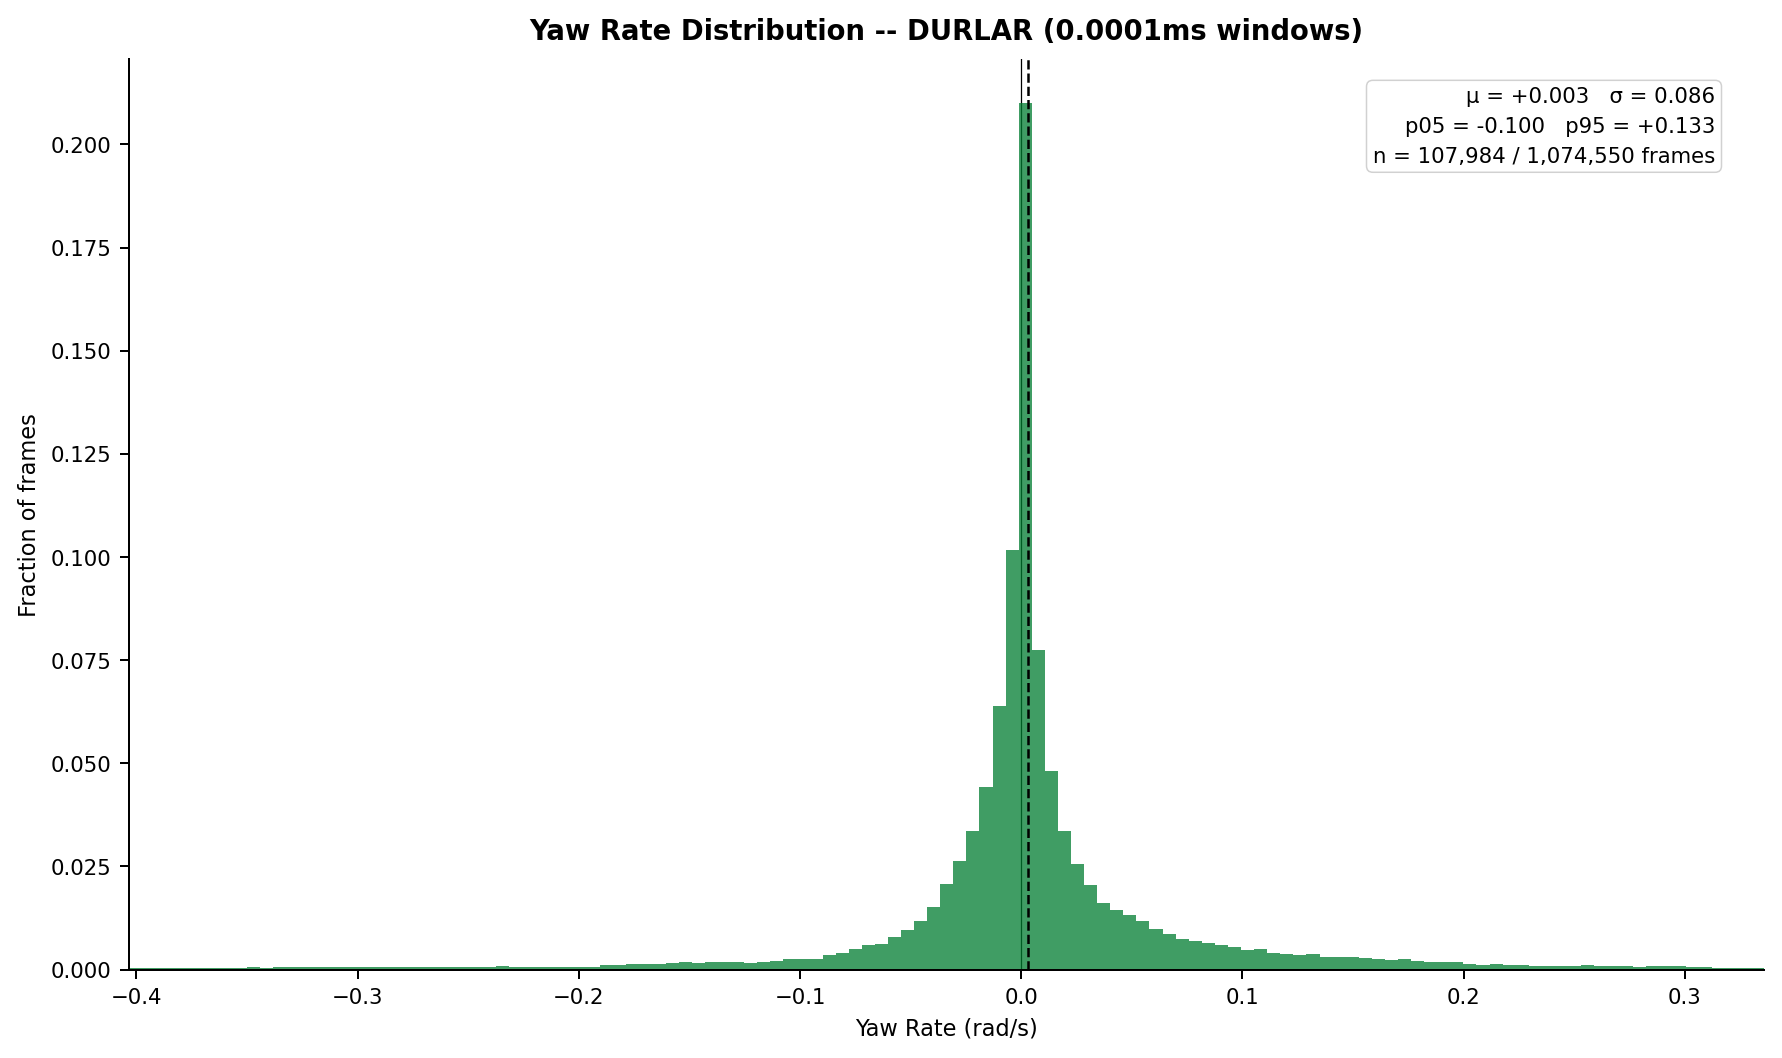 Yaw Rate Distribution -- DURLAR (0.0001ms windows)
μ = +0.003   σ = 0.086
p05 = -0.100   p95 = +0.133
n = 107,984 / 1,074,550 frames
Fraction of frames
0.200
0.175
0.150
0.125
0.100
0.075
0.050
0.025
0.000
−0.4
−0.3
−0.2
−0.1
0.0
0.1
0.2
0.3
Yaw Rate (rad/s)